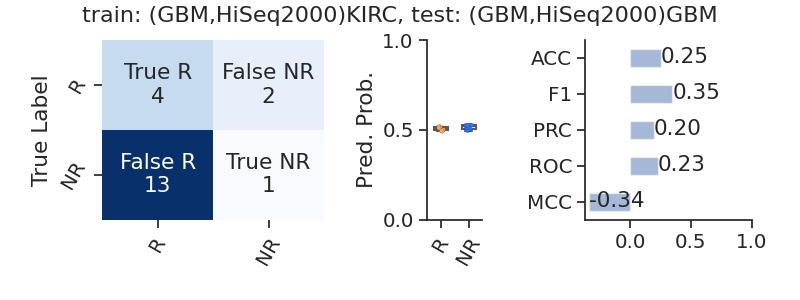 train: (GBM,HiSeq2000)KIRC, test: (GBM,HiSeq2000)GBM
True Label
R
NR
True R
4
False NR
2
False R
13
True NR
1
R
NR
Pred. Prob.
1.0
0.5
0.0
R
NR
ACC
0.25
F1
0.35
PRC
0.20
ROC
0.23
MCC
-0.34
0.0
0.5
1.0